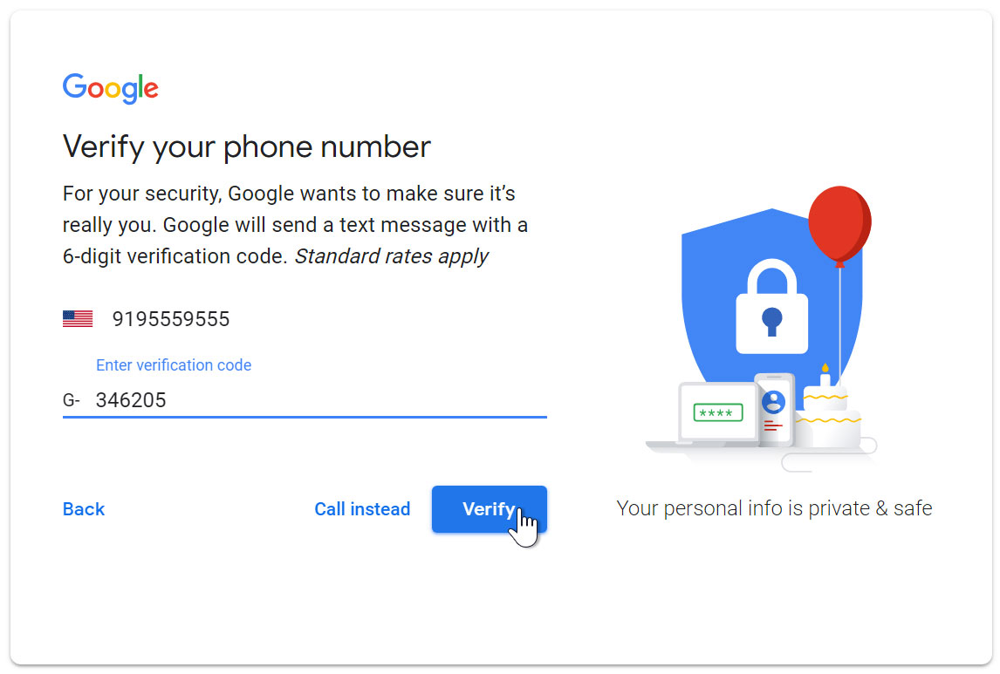 Google
Verify your phone number
For your security, Google wants to make sure it’s
really you. Google will send a text message with a
6-digit verification code. Standard rates apply
9195559555
Enter verification code
G- 346205
****
Back Call instead Verify
Your personal info is private & safe